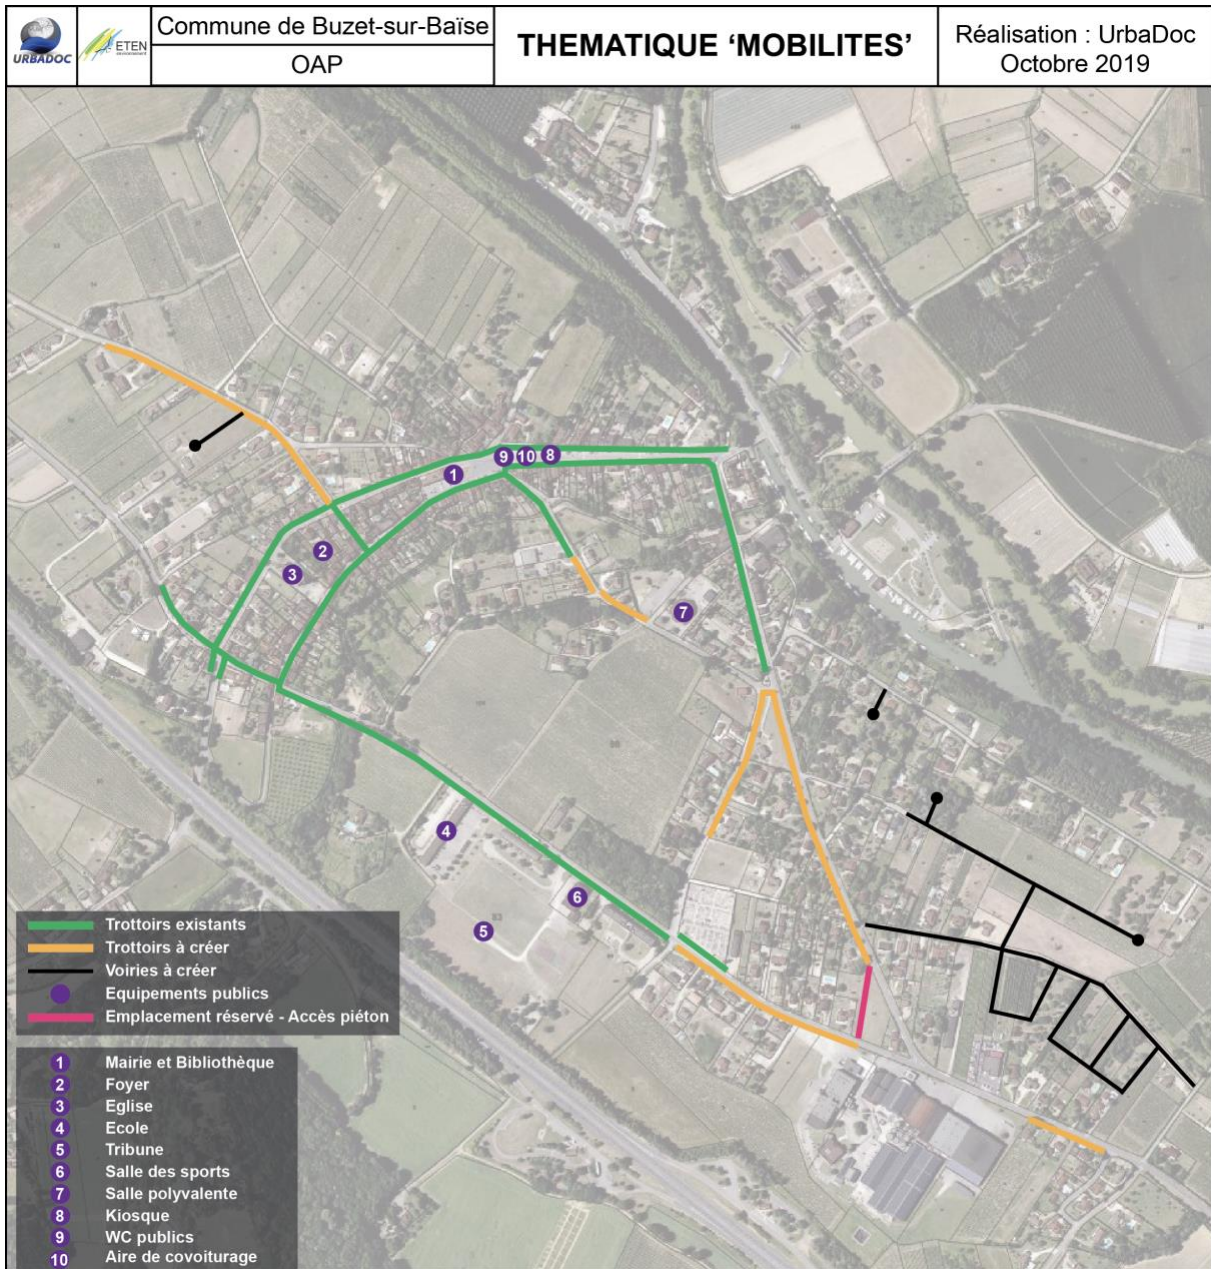 URBADOC
ETEN
environnement
Commune de Buzet-sur-Baïse
OAP
THEMATIQUE ‘MOBILITES’
Réalisation : UrbaDoc
Octobre 2019
9 10 8
1
2
3
7
4
6
5
83
Trottoirs existants
Trottoirs à créer
Voiries à créer
Equipements publics
Emplacement réservé - Accès piéton
1 Mairie et Bibliothèque
2 Foyer
3 Eglise
4 Ecole
5 Tribune
6 Salle des sports
7 Salle polyvalente
8 Kiosque
9 WC publics
10 Aire de covoiturage